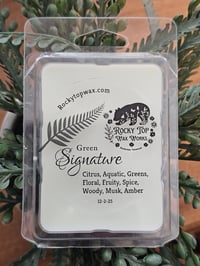 Rockytopwax.com
Rocky Top
Wax Works
Green
Signature
Citrus, Aquatic, Greens,
Floral, Fruity, Spice,
Woody, Musk, Amber
12-2-25